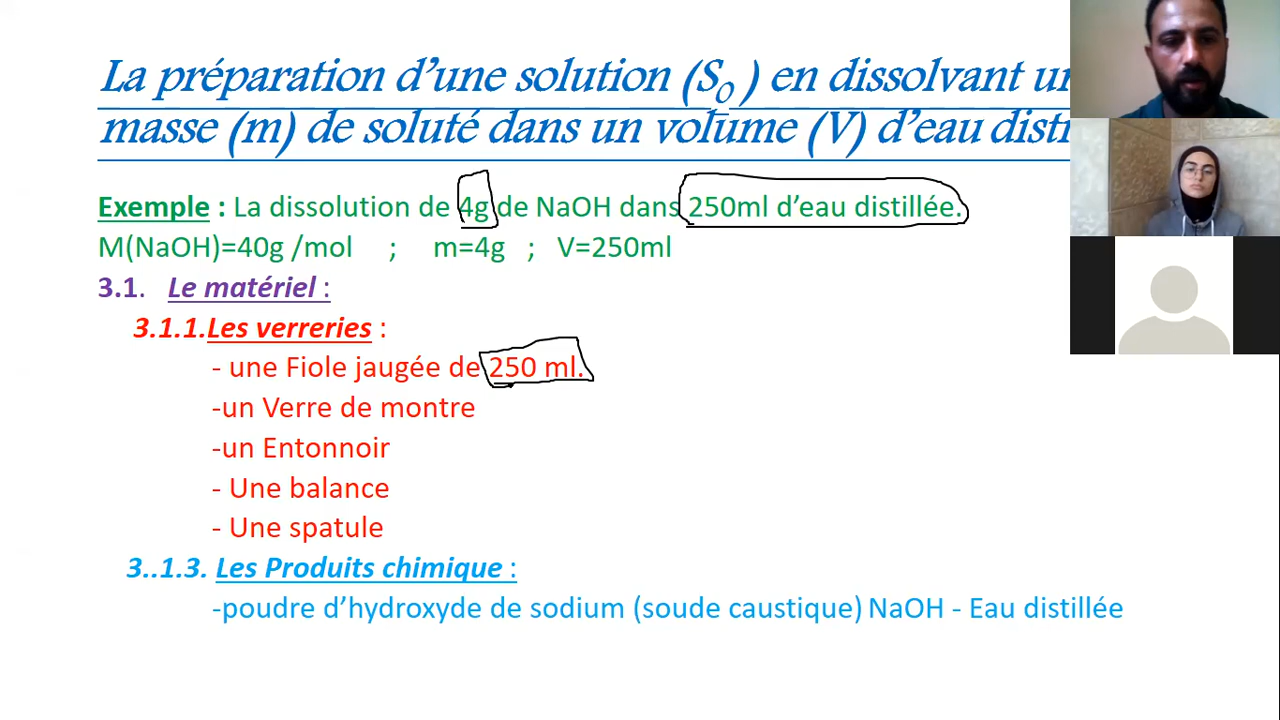 La préparation d'une solution (S0 ) en dissolvant
masse (m) de soluté dans un volume (V) d'eau
Exemple : La dissolution de 4g de NaOH dans 250ml d'eau distillée.
M(NaOH)=40g /mol ; m=4g ; V=250ml
3.1. Le matériel :
3.1.1.Les verreries :
- une Fiole jaugée de 250 ml.
-un Verre de montre
-un Entonnoir
- Une balance
- Une spatule
3..1.3. Les Produits chimique :
-poudre d'hydroxyde de sodium (soude caustique) NaOH - Eau distillée